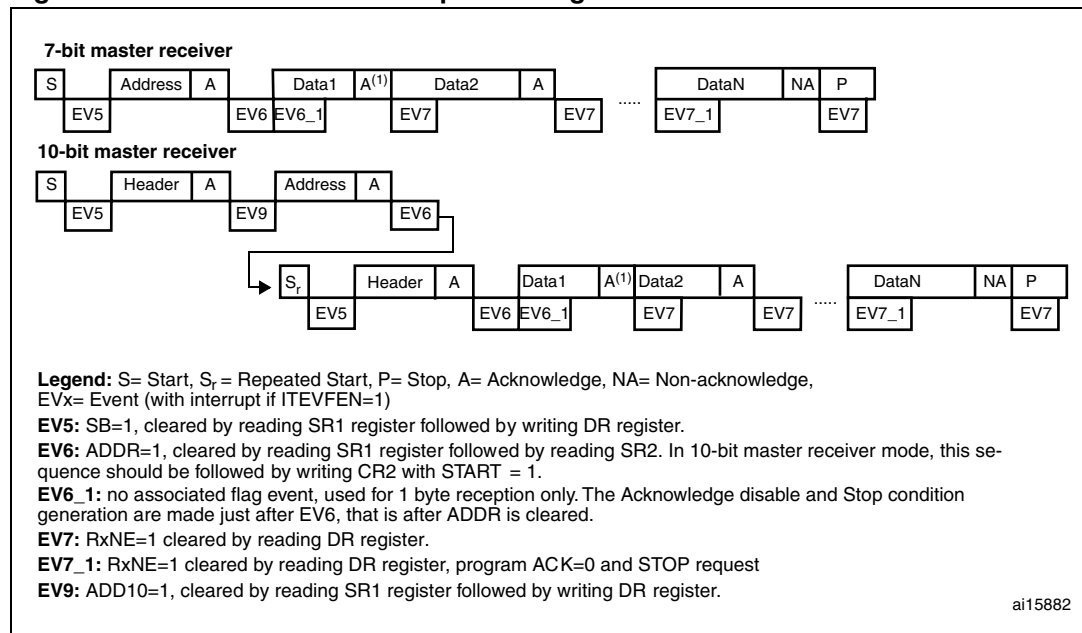 7-bit master receiver
S Address A Data1 A(1) Data2 A ..... DataN NA P
EV5 EV6 EV6_1 EV7 EV7 EV7_1 EV7
10-bit master receiver
S Header A Address A
EV5 EV9 EV6
Sr Header A Data1 A(1) Data2 A ..... DataN NA P
EV5 EV6 EV6_1 EV7 EV7 EV7_1 EV7
Legend: S= Start, Sr = Repeated Start, P= Stop, A= Acknowledge, NA= Non-acknowledge,
EVx= Event (with interrupt if ITEVFEN=1)
EV5: SB=1, cleared by reading SR1 register followed by writing DR register.
EV6: ADDR=1, cleared by reading SR1 register followed by reading SR2. In 10-bit master receiver mode, this se-
quence should be followed by writing CR2 with START = 1.
EV6_1: no associated flag event, used for 1 byte reception only. The Acknowledge disable and Stop condition
generation are made just after EV6, that is after ADDR is cleared.
EV7: RxNE=1 cleared by reading DR register.
EV7_1: RxNE=1 cleared by reading DR register, program ACK=0 and STOP request
EV9: ADD10=1, cleared by reading SR1 register followed by writing DR register.
ai15882